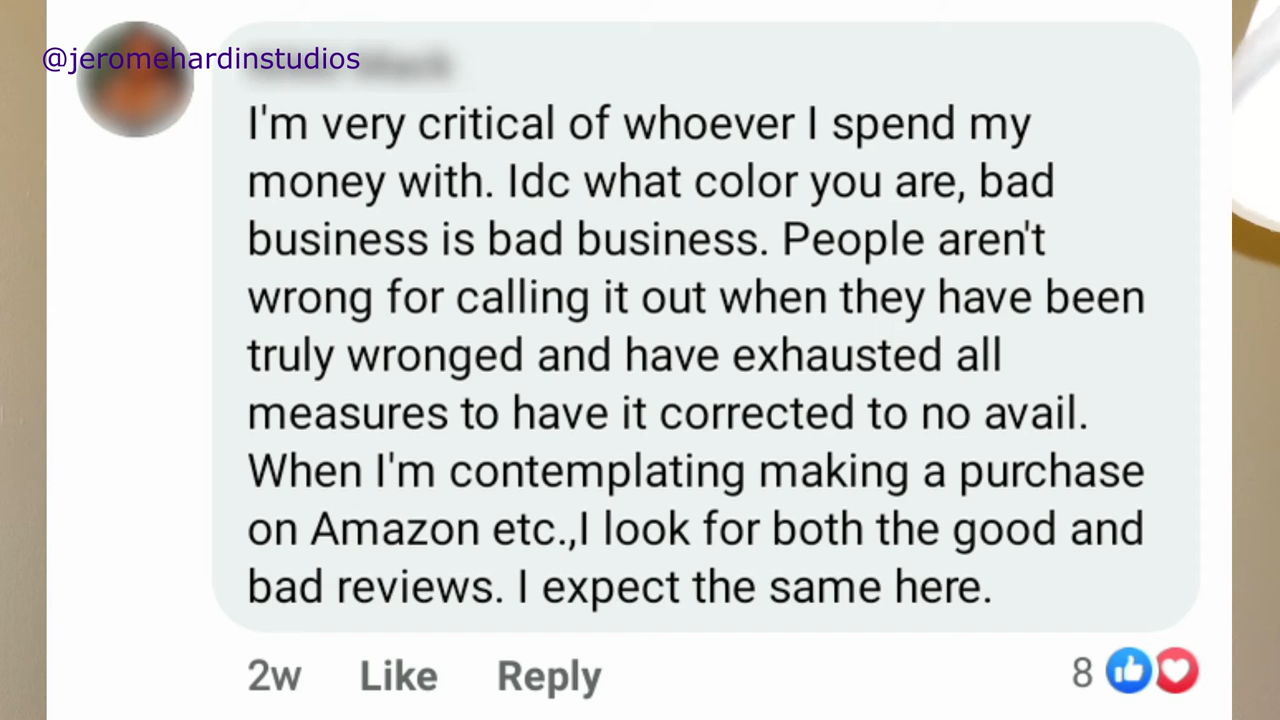 @jeromehardinstudios
I'm very critical of whoever I spend my
money with. Idc what color you are, bad
business is bad business. People aren't
wrong for calling it out when they have been
truly wronged and have exhausted all
measures to have it corrected to no avail.
When I'm contemplating making a purchase
on Amazon etc.,I look for both the good and
bad reviews. I expect the same here.
2w Like Reply 8